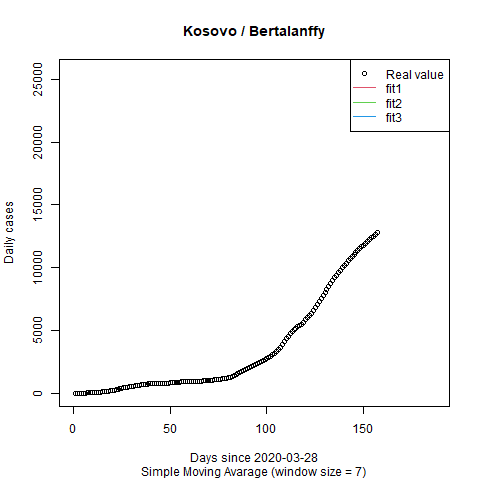 Kosovo / Bertalanffy
Real value
fit1
fit2
fit3
Daily cases
25000
20000
15000
10000
5000
0
0 50 100 150
Days since 2020-03-28
Simple Moving Avarage (window size = 7)